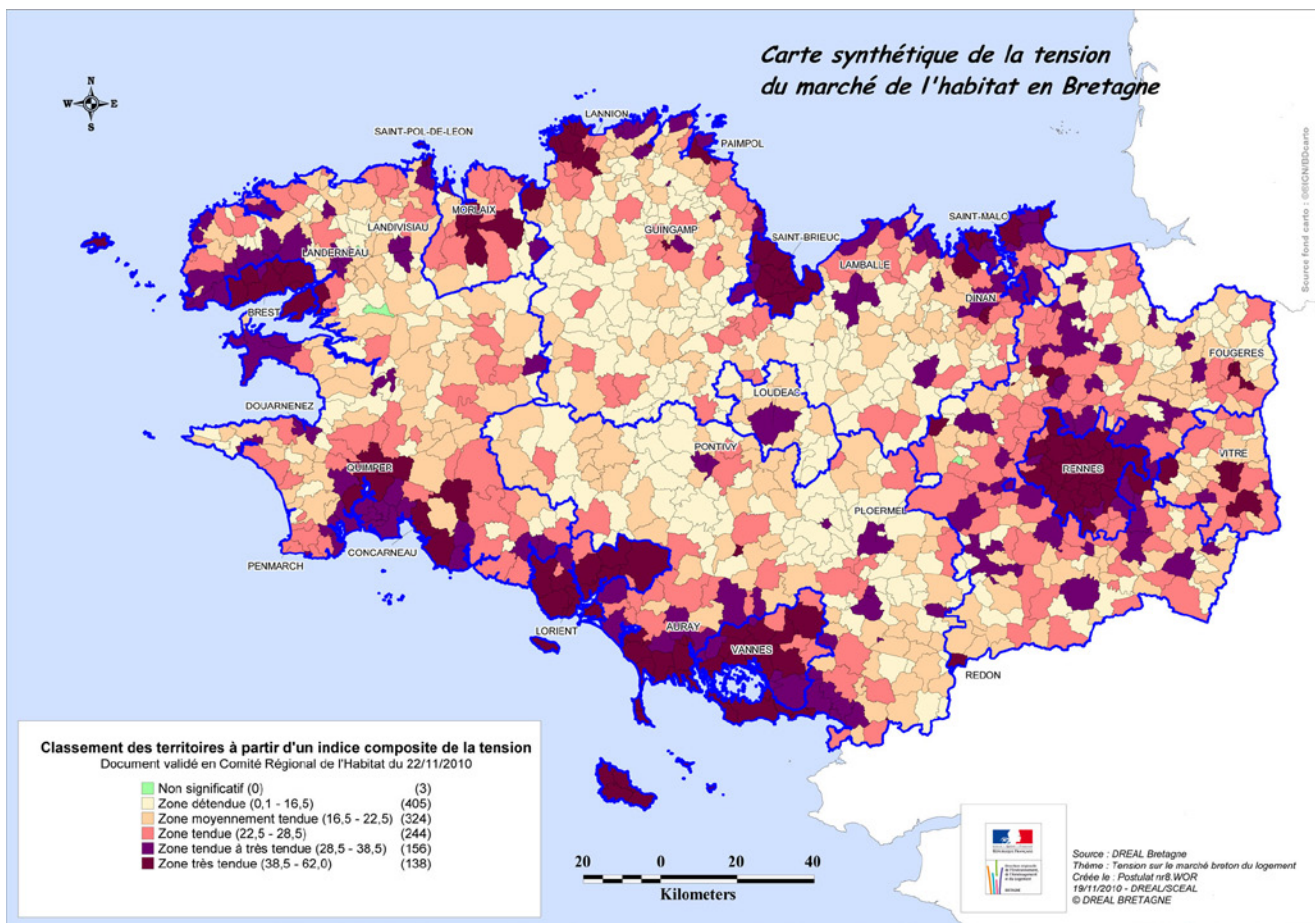 Carte synthétique de la tension
du marché de l'habitat en Bretagne
N
W E
S
LANNION
SAINT-POL-DE-LEON
PAIMPOL
MORLAIX
SAINT-MALO
LANDIVISIAU
GUINGAMP
SAINT-BRIEUC
LANDERNEAU
LAMBALLE
DINAN
BREST
FOUGERES
LOUDEAC
DOUARNENEZ
PONTIVY
VITRE
QUIMPER
RENNES
PLOERMEL
CONCARNEAU
PENMARCH
AURAY
LORIENT
VANNES
REDON
Source fond carto : ©IGN/BDcarto
Classement des territoires à partir d'un indice composite de la tension
Document validé en Comité Régional de l'Habitat du 22/11/2010
Non significatif (0) (3)
Zone détendue (0,1 - 16,5) (405)
Zone moyennement tendue (16,5 - 22,5) (324)
Zone tendue (22,5 - 28,5) (244)
Zone tendue à très tendue (28,5 - 38,5) (156)
Zone très tendue (38,5 - 62,0) (138)
20 0 20 40
Kilometers
Source : DREAL Bretagne
Thème : Tension sur le marché breton du logement
Créée le : Postulat nr8.WOR
19/11/2010 - DREAL/SCEAL
© DREAL BRETAGNE